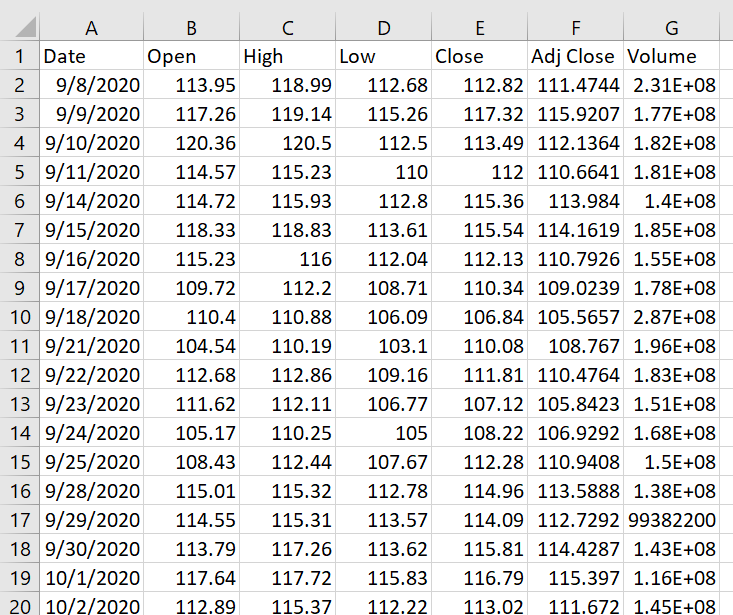 A B C D E F G
1 Date Open High Low Close Adj Close Volume
2 9/8/2020 113.95 118.99 112.68 112.82 111.4744 2.31E+08
3 9/9/2020 117.26 119.14 115.26 117.32 115.9207 1.77E+08
4 9/10/2020 120.36 120.5 112.5 113.49 112.1364 1.82E+08
5 9/11/2020 114.57 115.23 110 112 110.6641 1.81E+08
6 9/14/2020 114.72 115.93 112.8 115.36 113.984 1.4E+08
7 9/15/2020 118.33 118.83 113.61 115.54 114.1619 1.85E+08
8 9/16/2020 115.23 116 112.04 112.13 110.7926 1.55E+08
9 9/17/2020 109.72 112.2 108.71 110.34 109.0239 1.78E+08
10 9/18/2020 110.4 110.88 106.09 106.84 105.5657 2.87E+08
11 9/21/2020 104.54 110.19 103.1 110.08 108.767 1.96E+08
12 9/22/2020 112.68 112.86 109.16 111.81 110.4764 1.83E+08
13 9/23/2020 111.62 112.11 106.77 107.12 105.8423 1.51E+08
14 9/24/2020 105.17 110.25 105 108.22 106.9292 1.68E+08
15 9/25/2020 108.43 112.44 107.67 112.28 110.9408 1.5E+08
16 9/28/2020 115.01 115.32 112.78 114.96 113.5888 1.38E+08
17 9/29/2020 114.55 115.31 113.57 114.09 112.7292 99382200
18 9/30/2020 113.79 117.26 113.62 115.81 114.4287 1.43E+08
19 10/1/2020 117.64 117.72 115.83 116.79 115.397 1.16E+08
20 10/2/2020 112.89 115.37 112.22 113.02 111.672 1.45E+08